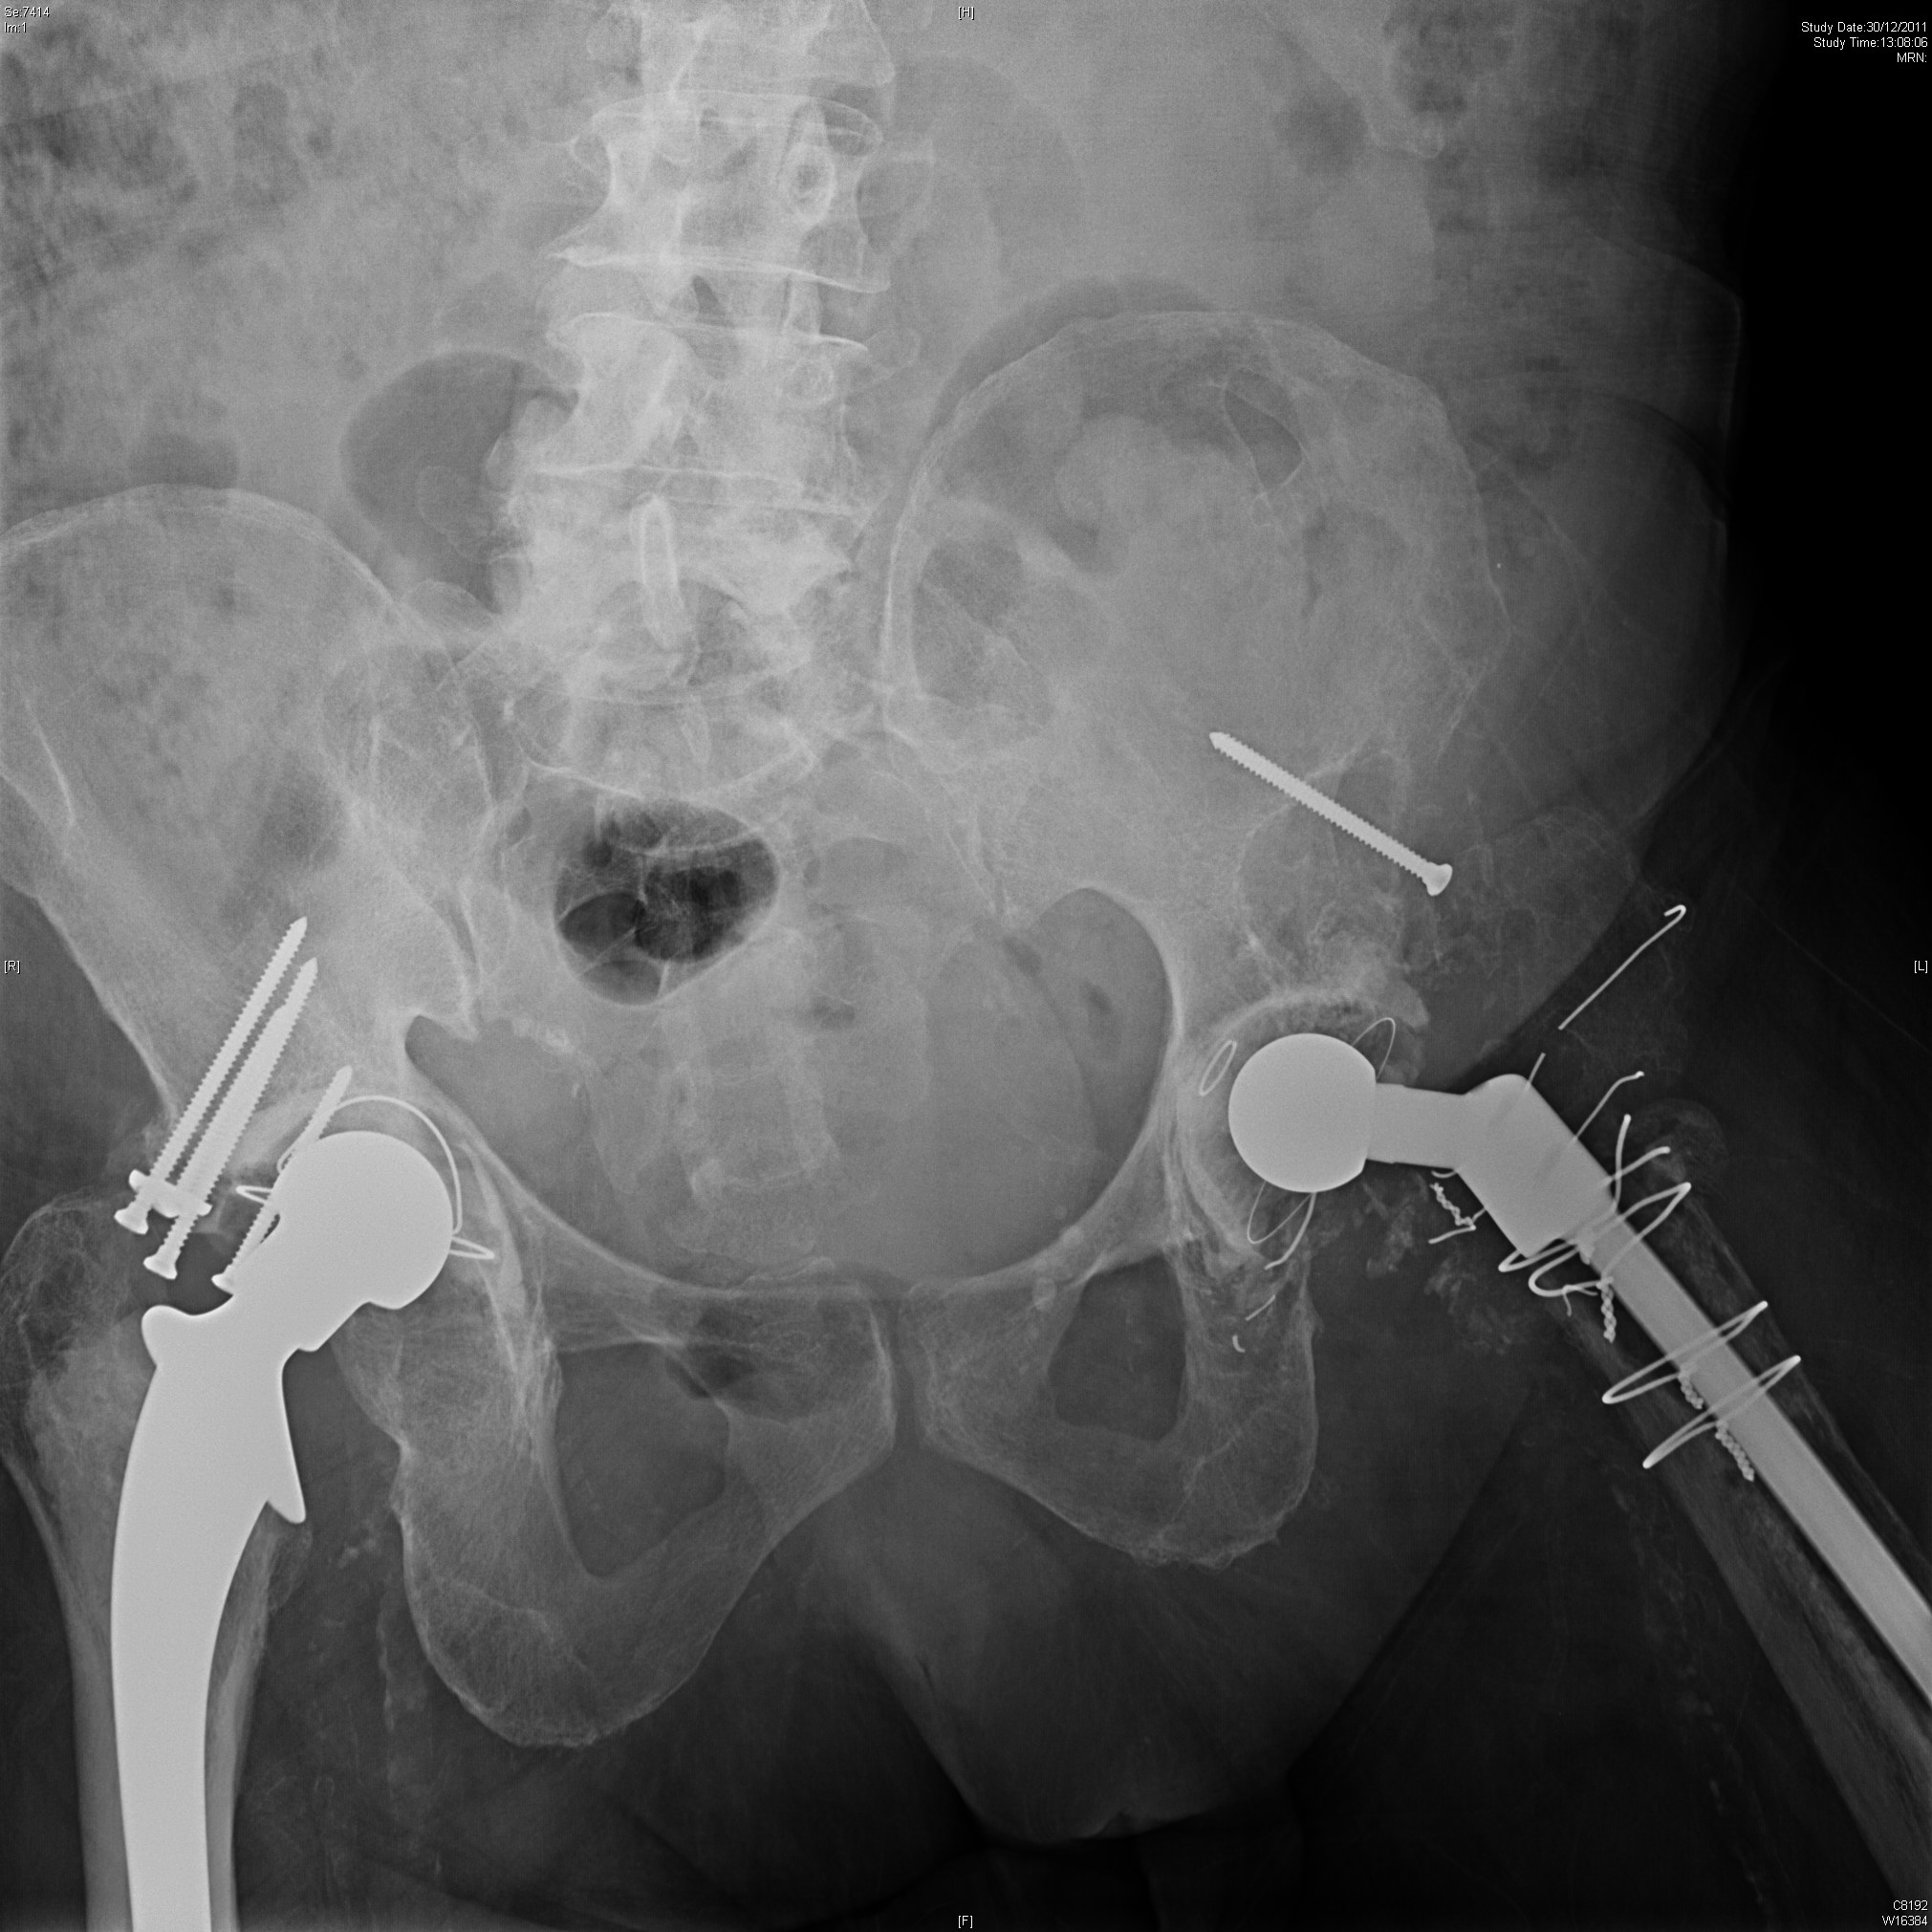 Se:7414
Im:1
[H]
Study Date:30/12/2011
Study Time:13:08:06
MRN:
[R]
[L]
[F]
C8192
W16384